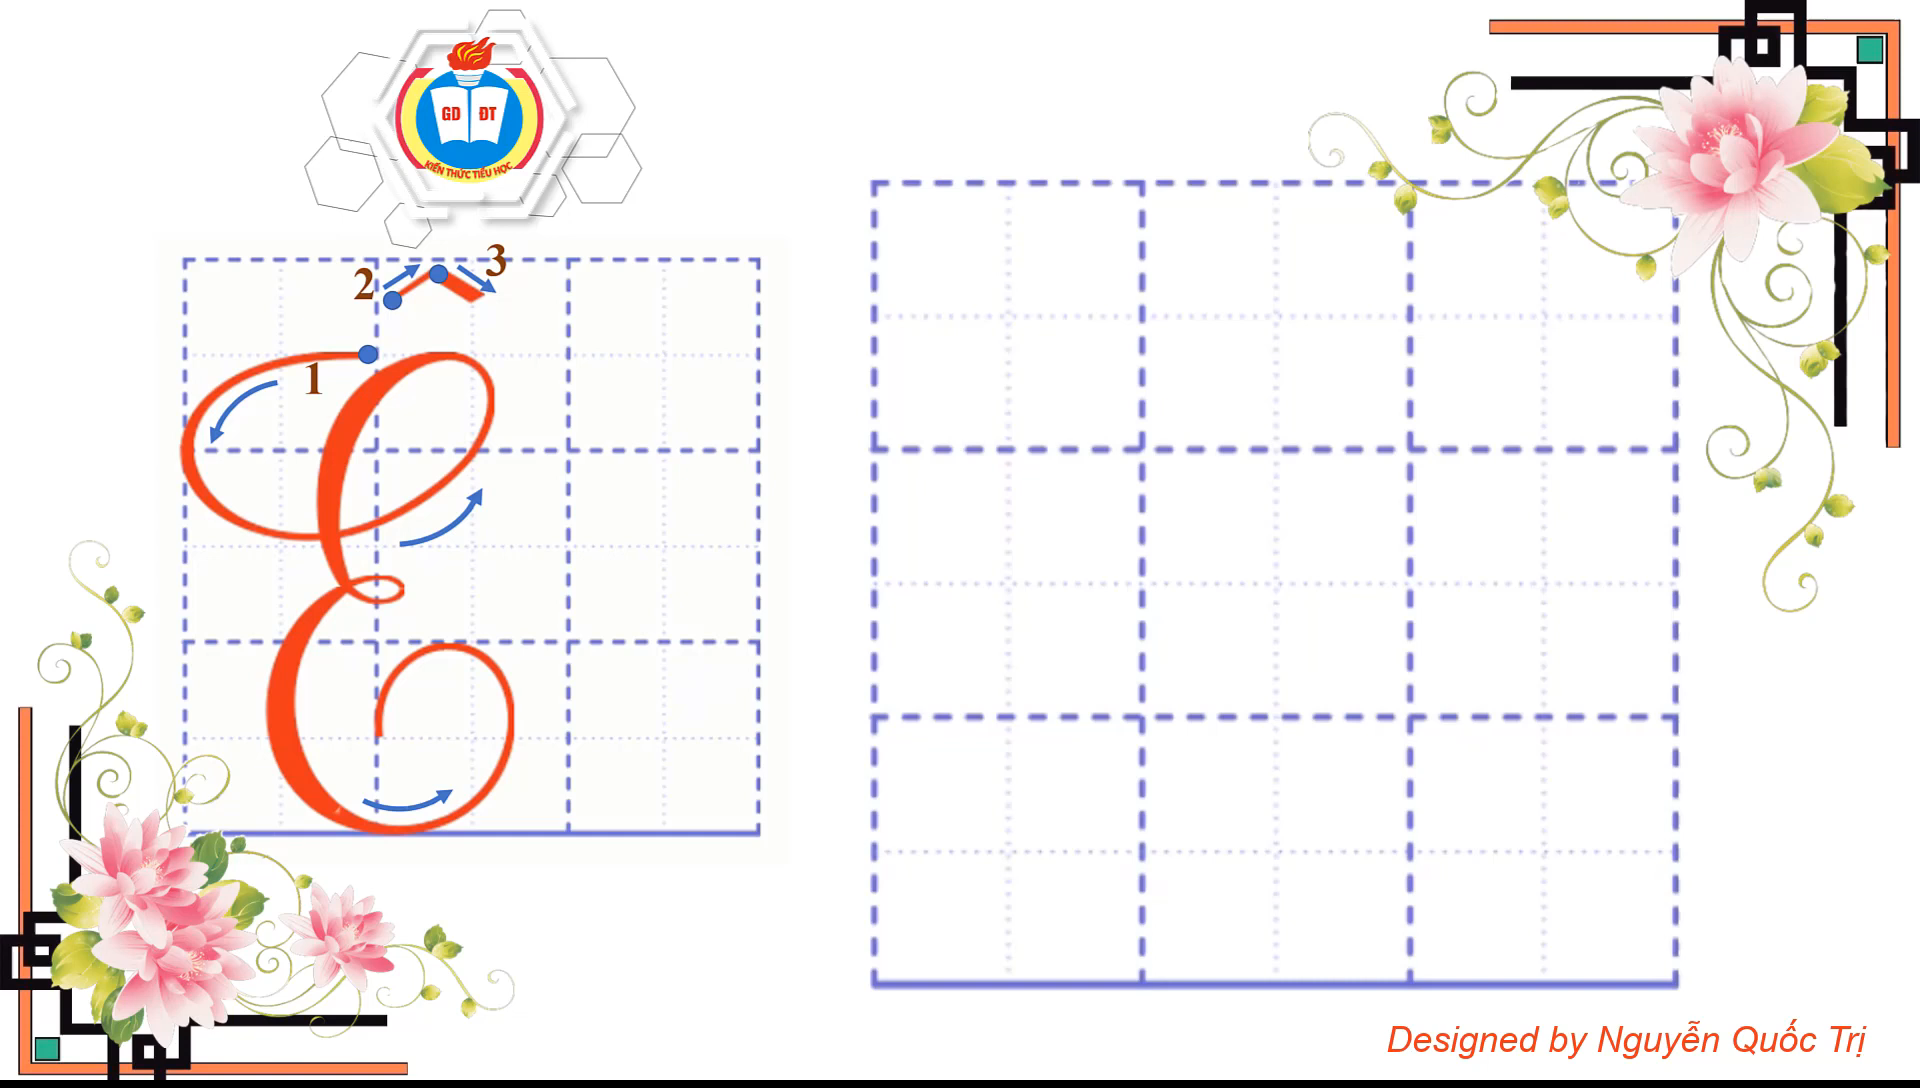 GD ĐT
KIẾN THỨC TIỂU HỌC
2 3
1
Ê
Designed by Nguyễn Quốc Trị